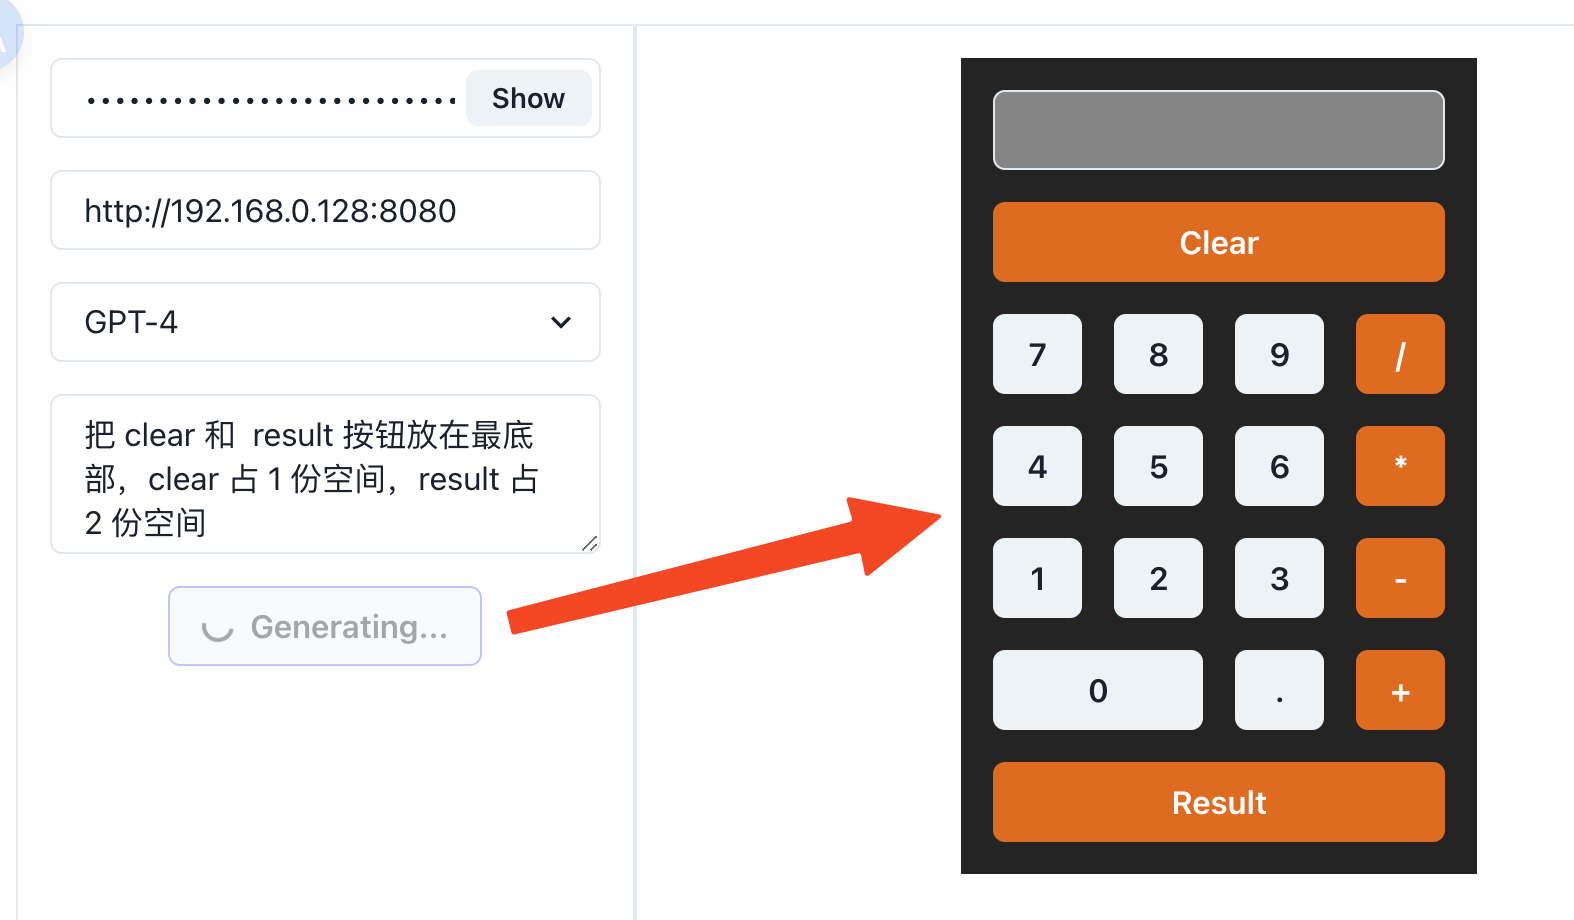 Show
http://192.168.0.128:8080
GPT-4
把 clear 和  result 按钮放在最底
部，clear 占 1 份空间，result 占
2 份空间
Generating...
Clear
7 8 9 /
4 5 6 *
1 2 3 -
0 . +
Result